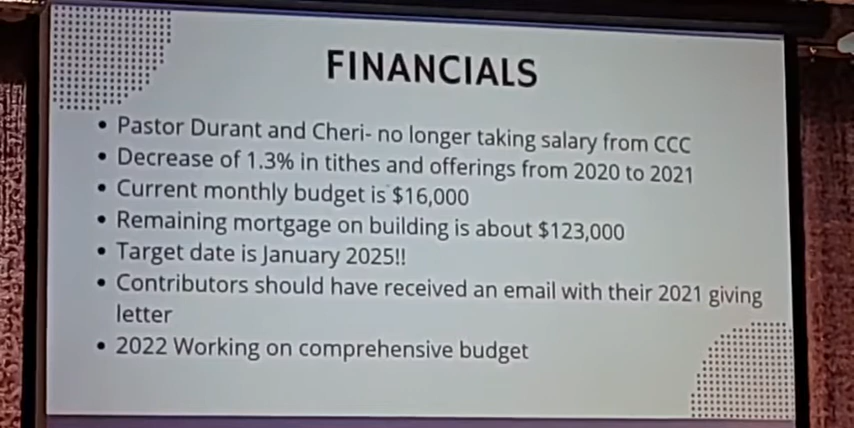 FINANCIALS
• Pastor Durant and Cheri- no longer taking salary from CCC
• Decrease of 1.3% in tithes and offerings from 2020 to 2021
• Current monthly budget is $16,000
• Remaining mortgage on building is about $123,000
• Target date is January 2025!!
• Contributors should have received an email with their 2021 giving
letter
• 2022 Working on comprehensive budget